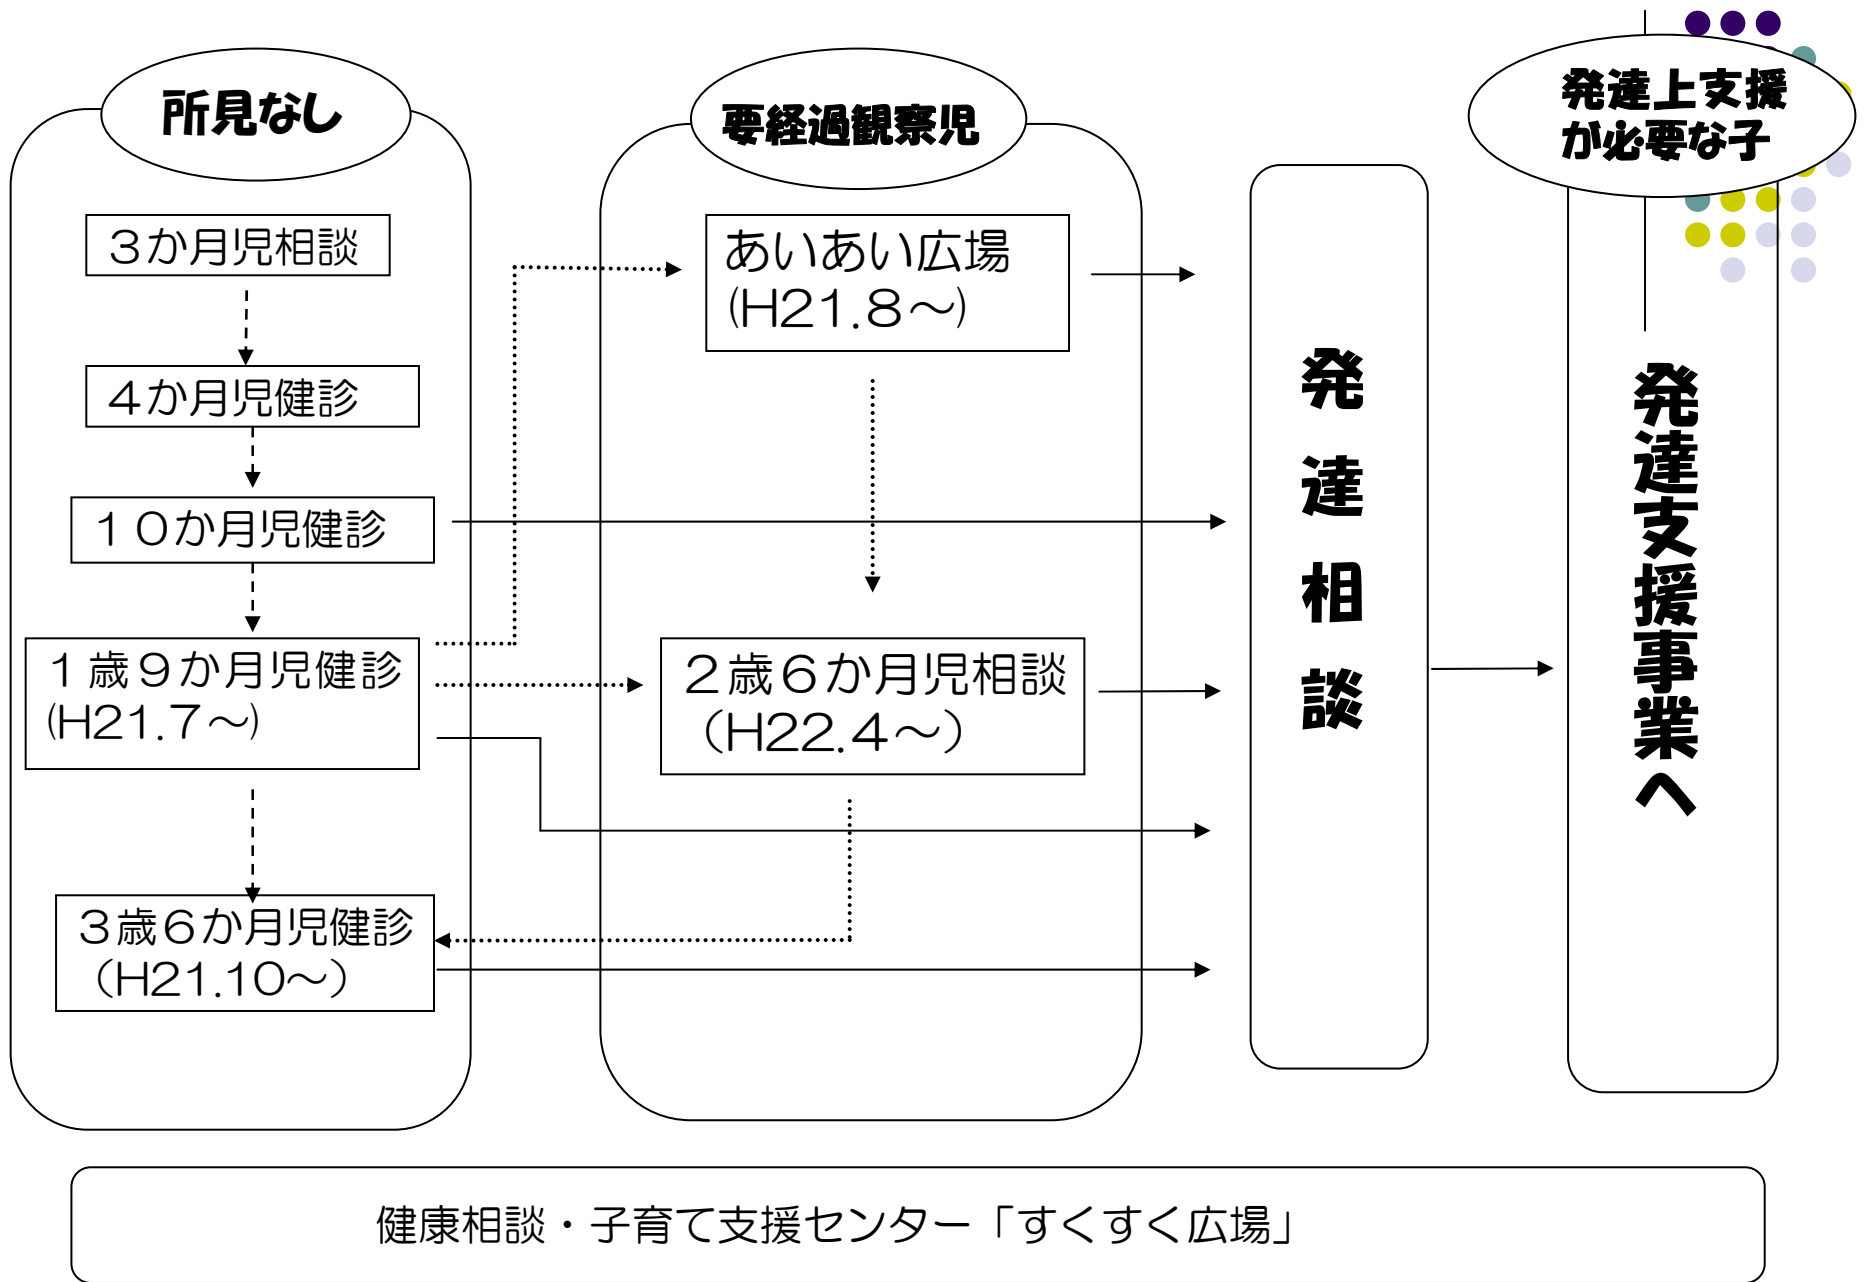 所見なし
３か月児相談
４か月児健診
１０か月児健診
１歳９か月児健診
(H21.7～)
３歳６か月児健診
（H21.10～）
要経過観察児
あいあい広場
(H21.8～)
２歳６か月児相談
（H22.4～）
発達相談
発達上支援
が必要な子
発達支援事業へ
健康相談・子育て支援センター「すくすく広場」